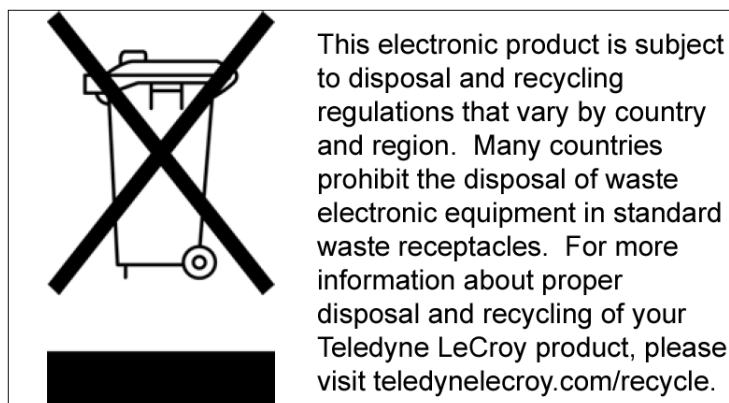 This electronic product is subject
to disposal and recycling
regulations that vary by country
and region.  Many countries
prohibit the disposal of waste
electronic equipment in standard
waste receptacles.  For more
information about proper
disposal and recycling of your
Teledyne LeCroy product, please
visit teledynelecroy.com/recycle.